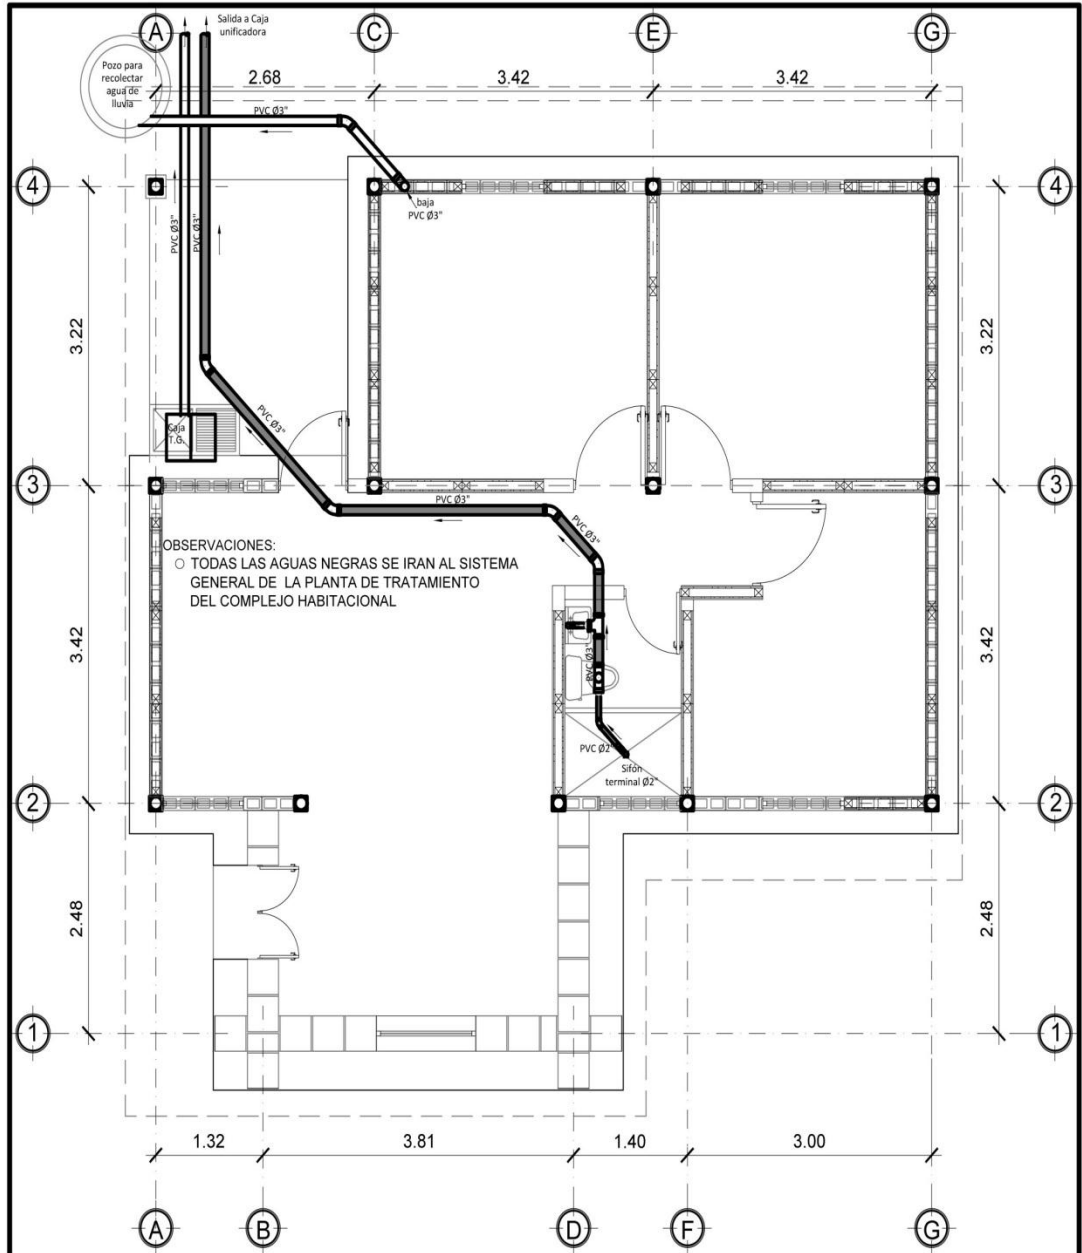 A
C
E
G
Salida a Caja
unificadora
Pozo para
recolectar
agua de
lluvia
2.68
3.42
3.42
PVC Ø3"
4
4
baja
PVC Ø3"
PVC Ø3"
PVC Ø3"
3.22
3.22
PVC Ø3"
Caja
T.G.
3
3
PVC Ø3"
PVC Ø3"
OBSERVACIONES:
○ TODAS LAS AGUAS NEGRAS SE IRAN AL SISTEMA
GENERAL DE LA PLANTA DE TRATAMIENTO
DEL COMPLEJO HABITACIONAL
3.42
3.42
PVC Ø3"
PVC Ø2"
Sifón
terminal Ø2"
2
2
2.48
2.48
1
1
1.32
3.81
1.40
3.00
A
B
D
F
G